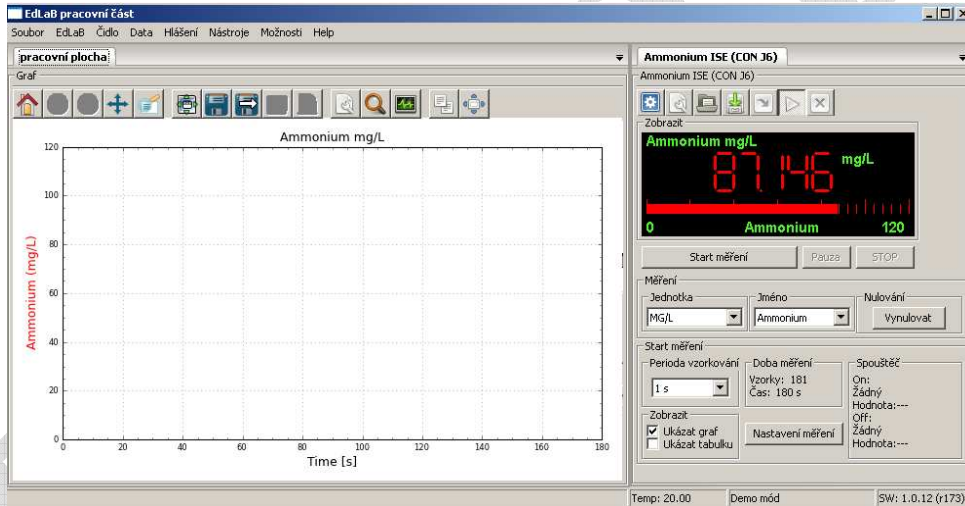 EdLaB pracovní část
Soubor EdLaB Čidlo Data Hlášení Nástroje Možnosti Help
pracovní plocha
Graf
Ammonium mg/L
120
100
80
60
40
20
0
Ammonium (mg/L)
0 20 40 60 80 100 120 140 160 180
Time [s]
Ammonium ISE (CON J6)
Ammonium ISE (CON J6)
Zobrazit
Ammonium mg/L
87.146 mg/L
0 Ammonium 120
Start měření Pauza STOP
Měření
Jednotka Jméno Nulování
MG/L Ammonium Vynulovat
Start měření
Perioda vzorkování
1 s
Doba měření
Vzorky: 181
Čas: 180 s
Spouštěč
On:
Žádný
Hodnota:---
Off:
Žádný
Hodnota:---
Zobrazit
Ukázat graf
Ukázat tabulku
Nastavení měření
Temp: 20.00 Demo mód SW: 1.0.12 (r173)